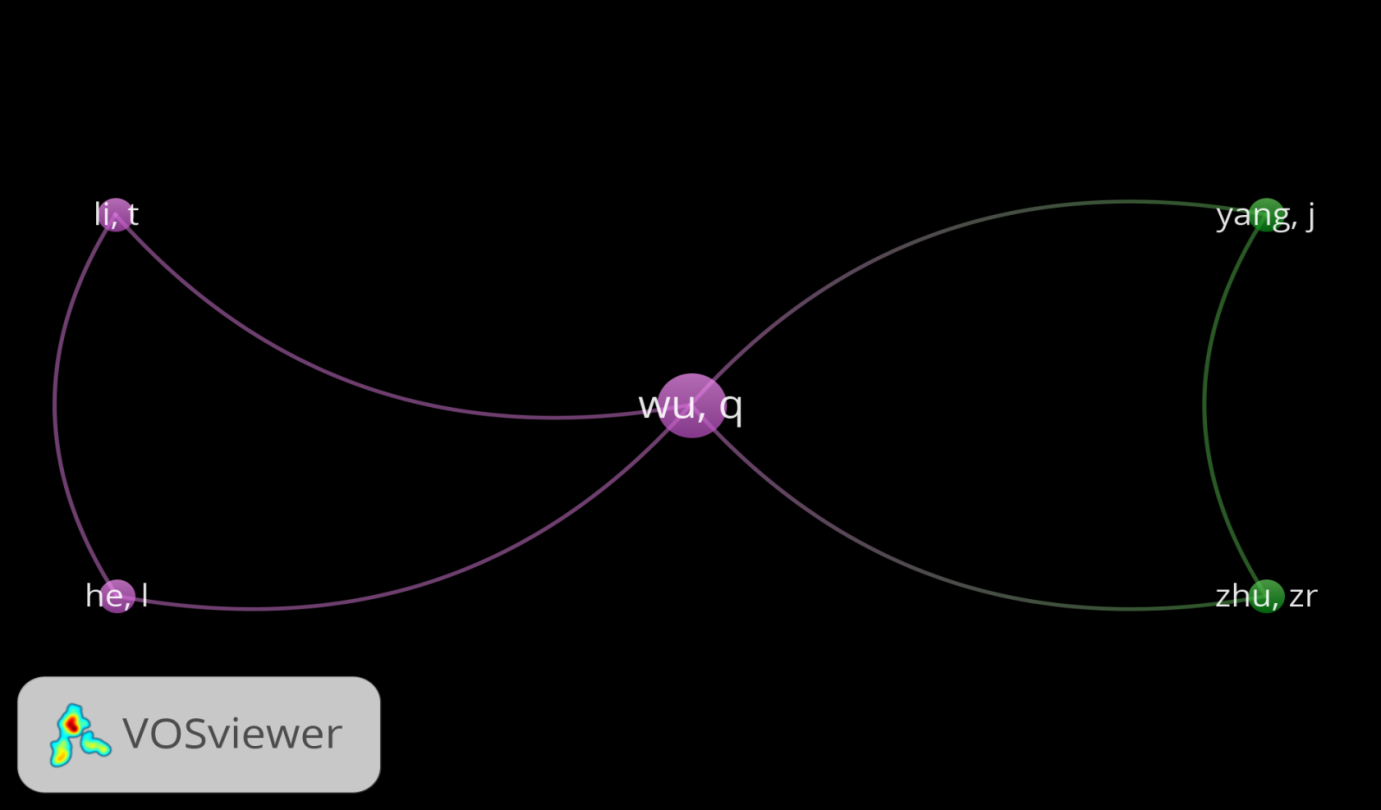 li, t
yang, j
wu, q
he, l
zhu, zr
VOSviewer